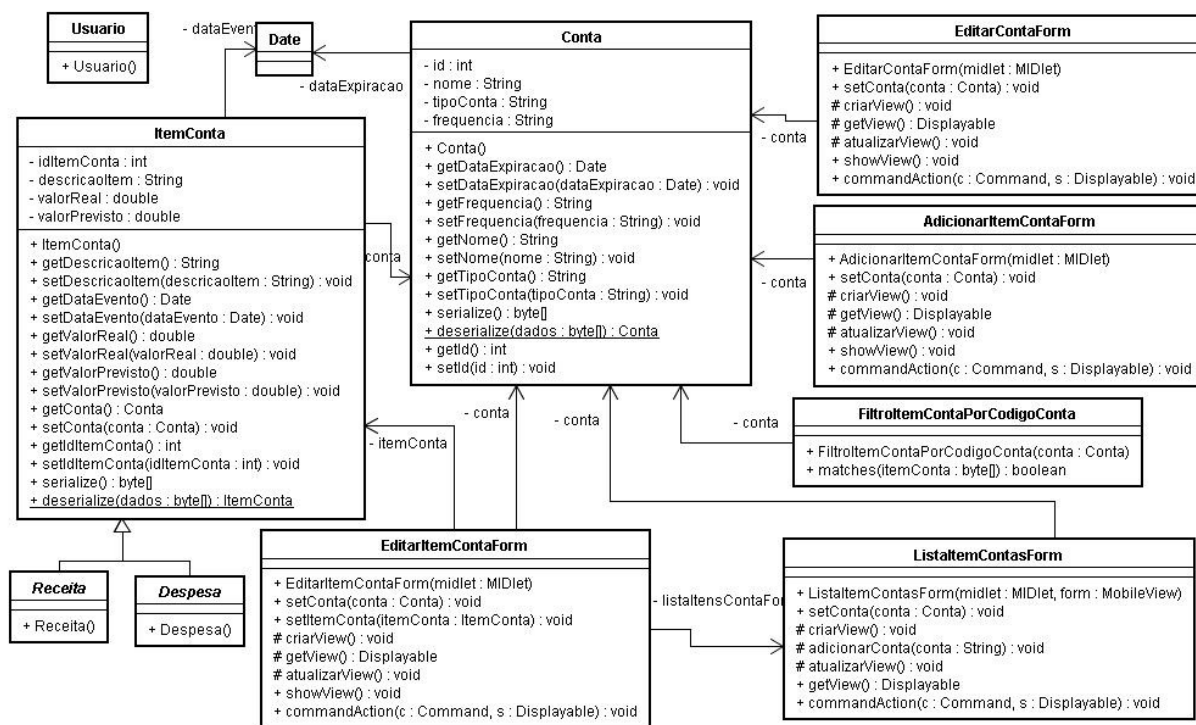 Usuario
+ Usuario()
- dataEvent
Date
- dataExpiracao
Conta
- id : int
- nome : String
- tipoConta : String
- frequencia : String
+ Conta()
+ getDataExpiracao() : Date
+ setDataExpiracao(dataExpiracao : Date) : void
+ getFrequencia() : String
+ setFrequencia(frequencia : String) : void
+ getNome() : String
+ setNome(nome : String) : void
+ getTipoConta() : String
+ setTipoConta(tipoConta : String) : void
+ serialize() : byte[]
+ deserialize(dados : byte[]) : Conta
+ getId() : int
+ setId(id : int) : void
EditarContaForm
+ EditarContaForm(midlet : MIDlet)
+ setConta(conta : Conta) : void
# criarView() : void
# getView() : Displayable
# atualizarView() : void
+ showView() : void
+ commandAction(c : Command, s : Displayable) : void
- conta
ItemConta
- idItemConta : int
- descricaoItem : String
- valorReal : double
- valorPrevisto : double
+ ItemConta()
+ getDescricaoItem() : String
+ setDescricaoItem(descricaoItem : String) : void
+ getDataEvento() : Date
+ setDataEvento(dataEvento : Date) : void
+ getValorReal() : double
+ setValorReal(valorReal : double) : void
+ getValorPrevisto() : double
+ setValorPrevisto(valorPrevisto : double) : void
+ getConta() : Conta
+ setConta(conta : Conta) : void
+ getIdItemConta() : int
+ setIdItemConta(idItemConta : int) : void
+ serialize() : byte[]
+ deserialize(dados : byte[]) : ItemConta
conta
AdicionarItemContaForm
+ AdicionarItemContaForm(midlet : MIDlet)
+ setConta(conta : Conta) : void
# criarView() : void
# getView() : Displayable
# atualizarView() : void
+ showView() : void
+ commandAction(c : Command, s : Displayable) : void
- conta
FiltroItemContaPorCodigoConta
+ FiltroItemContaPorCodigoConta(conta : Conta)
+ matches(itemConta : byte[]) : boolean
- conta
- conta
- conta
- itemConta
Receita
+ Receita()
Despesa
+ Despesa()
EditarItemContaForm
+ EditarItemContaForm(midlet : MIDlet)
+ setConta(conta : Conta) : void
+ setItemConta(itemConta : ItemConta) : void
# criarView() : void
# getView() : Displayable
# atualizarView() : void
+ showView() : void
+ commandAction(c : Command, s : Displayable) : void
- listaItensContaFor
ListaItemContasForm
+ ListaItemContasForm(midlet : MIDlet, form : MobileView)
+ setConta(conta : Conta) : void
# criarView() : void
# adicionarConta(conta : String) : void
# atualizarView() : void
+ getView() : Displayable
+ commandAction(c : Command, s : Displayable) : void